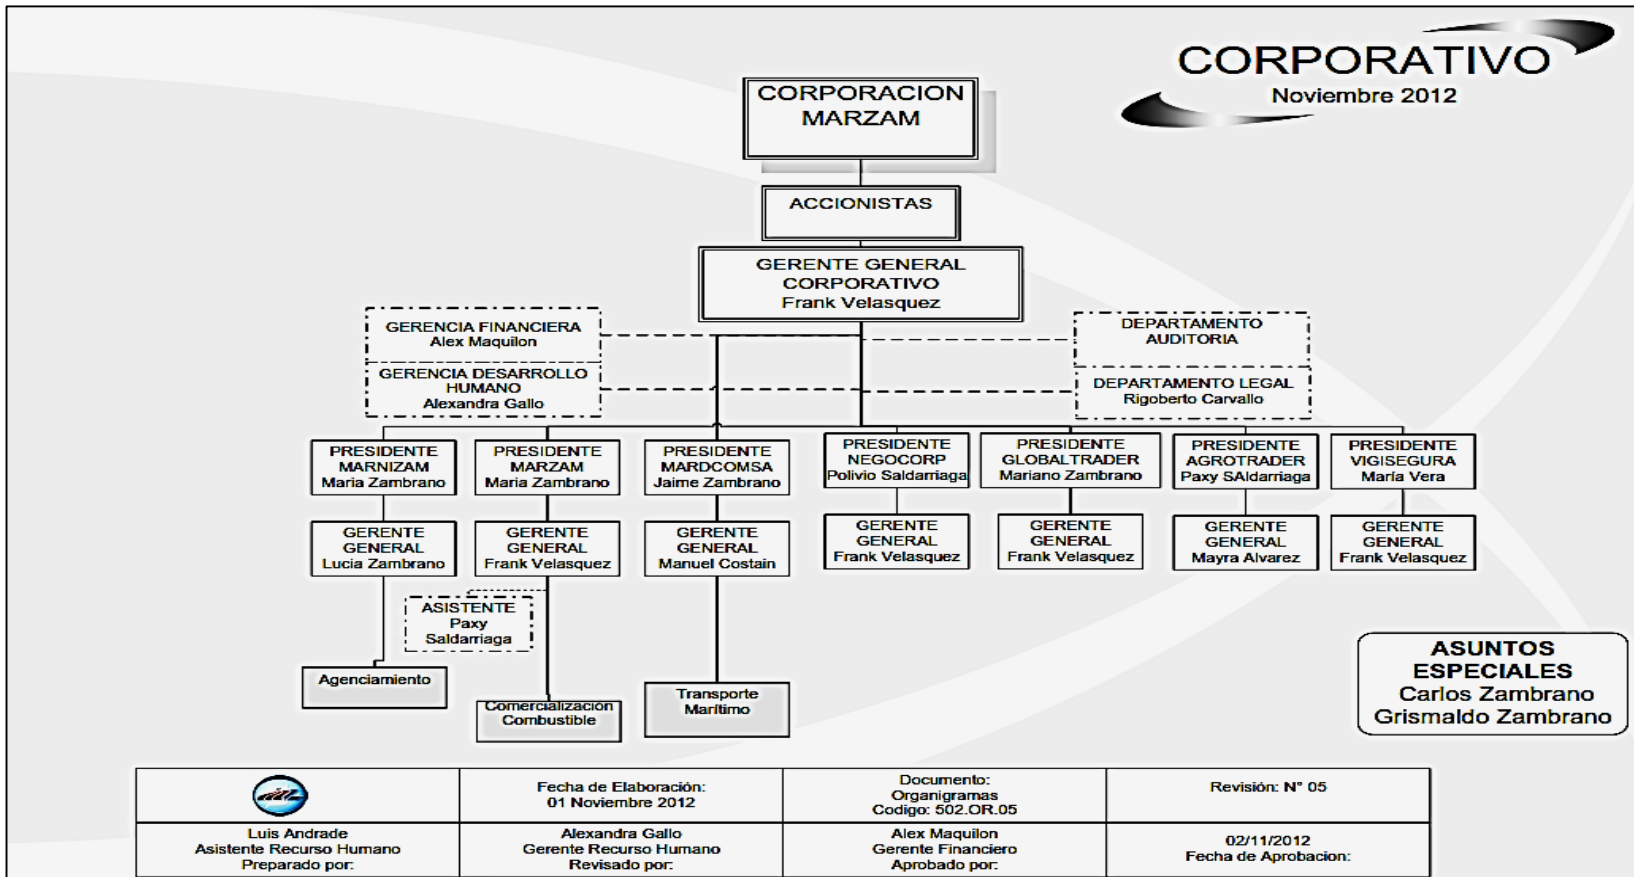 CORPORATIVO
Noviembre 2012
CORPORACION
MARZAM
ACCIONISTAS
GERENTE GENERAL
CORPORATIVO
Frank Velasquez
GERENCIA FINANCIERA
Alex Maquilon
GERENCIA DESARROLLO
HUMANO
Alexandra Gallo
DEPARTAMENTO
AUDITORIA
DEPARTAMENTO LEGAL
Rigoberto Carvallo
PRESIDENTE
MARNIZAM
Maria Zambrano
PRESIDENTE
MARZAM
Maria Zambrano
PRESIDENTE
MARDCOMSA
Jaime Zambrano
PRESIDENTE
NEGOCORP
Polivio Saldarriaga
PRESIDENTE
GLOBALTRADER
Mariano Zambrano
PRESIDENTE
AGROTRADER
Paxy SAldarriaga
PRESIDENTE
VIGISEGURA
María Vera
GERENTE
GENERAL
Lucia Zambrano
GERENTE
GENERAL
Frank Velasquez
GERENTE
GENERAL
Manuel Costain
GERENTE
GENERAL
Frank Velasquez
GERENTE
GENERAL
Frank Velasquez
GERENTE
GENERAL
Mayra Alvarez
GERENTE
GENERAL
Frank Velasquez
ASISTENTE
Paxy
Saldarriaga
Agenciamiento
Comercialización
Combustible
Transporte
Marítimo
ASUNTOS
ESPECIALES
Carlos Zambrano
Grismaldo Zambrano
Fecha de Elaboración:
01 Noviembre 2012
Documento:
Organigramas
Codigo: 502.OR.05
Revisión: N° 05
Luis Andrade
Asistente Recurso Humano
Preparado por:
Alexandra Gallo
Gerente Recurso Humano
Revisado por:
Alex Maquilon
Gerente Financiero
Aprobado por:
02/11/2012
Fecha de Aprobacion: